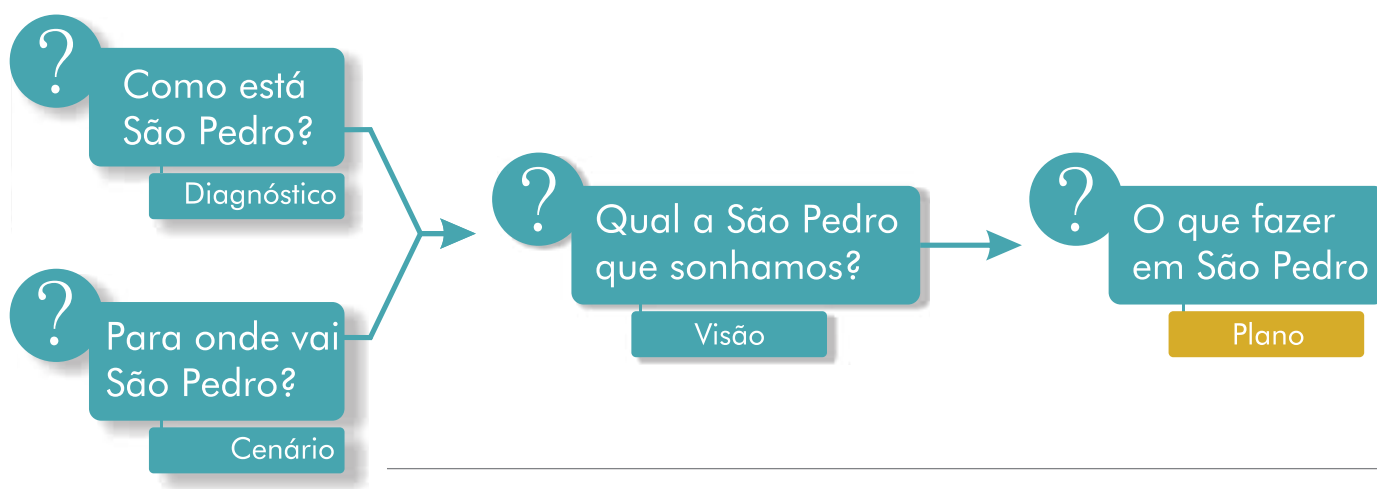 ?
Como está
São Pedro?
Diagnóstico
?
Para onde vai
São Pedro?
Cenário
?
Qual a São Pedro
que sonhamos?
Visão
?
O que fazer
em São Pedro
Plano